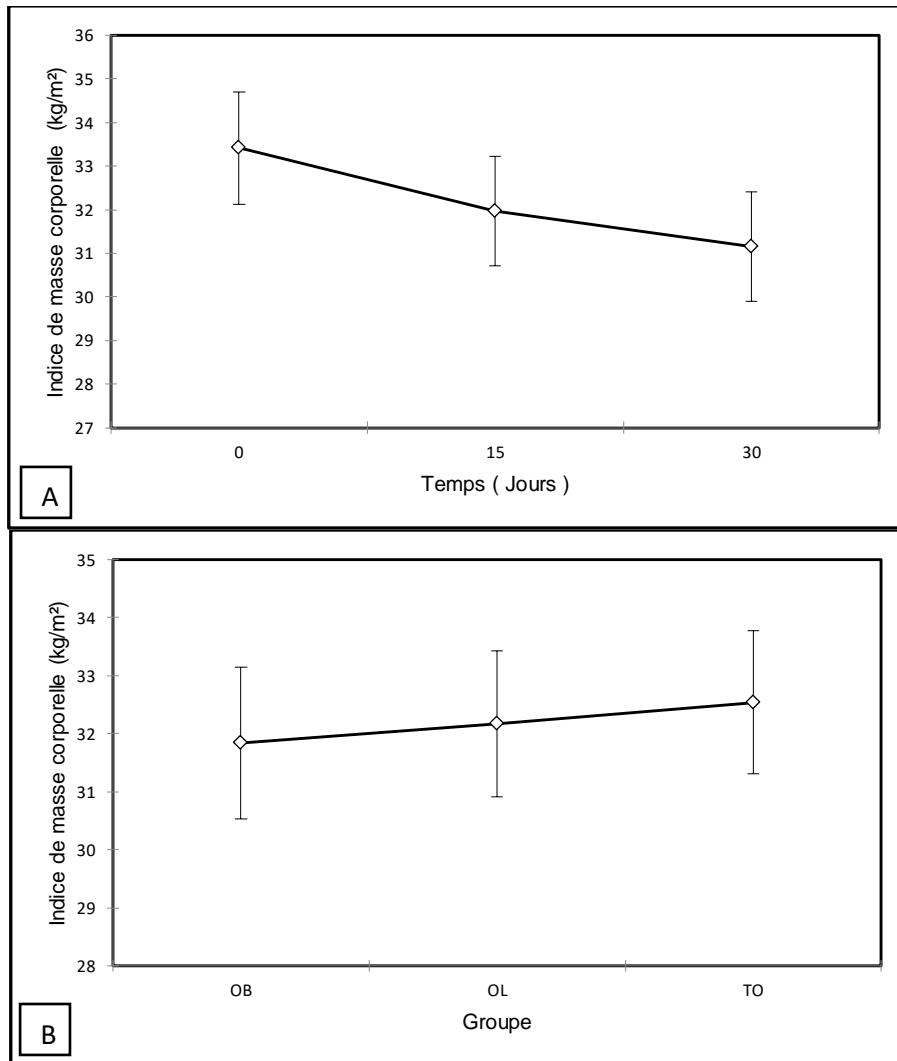 36
35
34
33
32
31
30
29
28
27
Indice de masse corporelle (kg/m²)
0 15 30
Temps ( Jours )
A
35
34
33
32
31
30
29
28
Indice de masse corporelle (kg/m²)
OB OL TO
Groupe
B